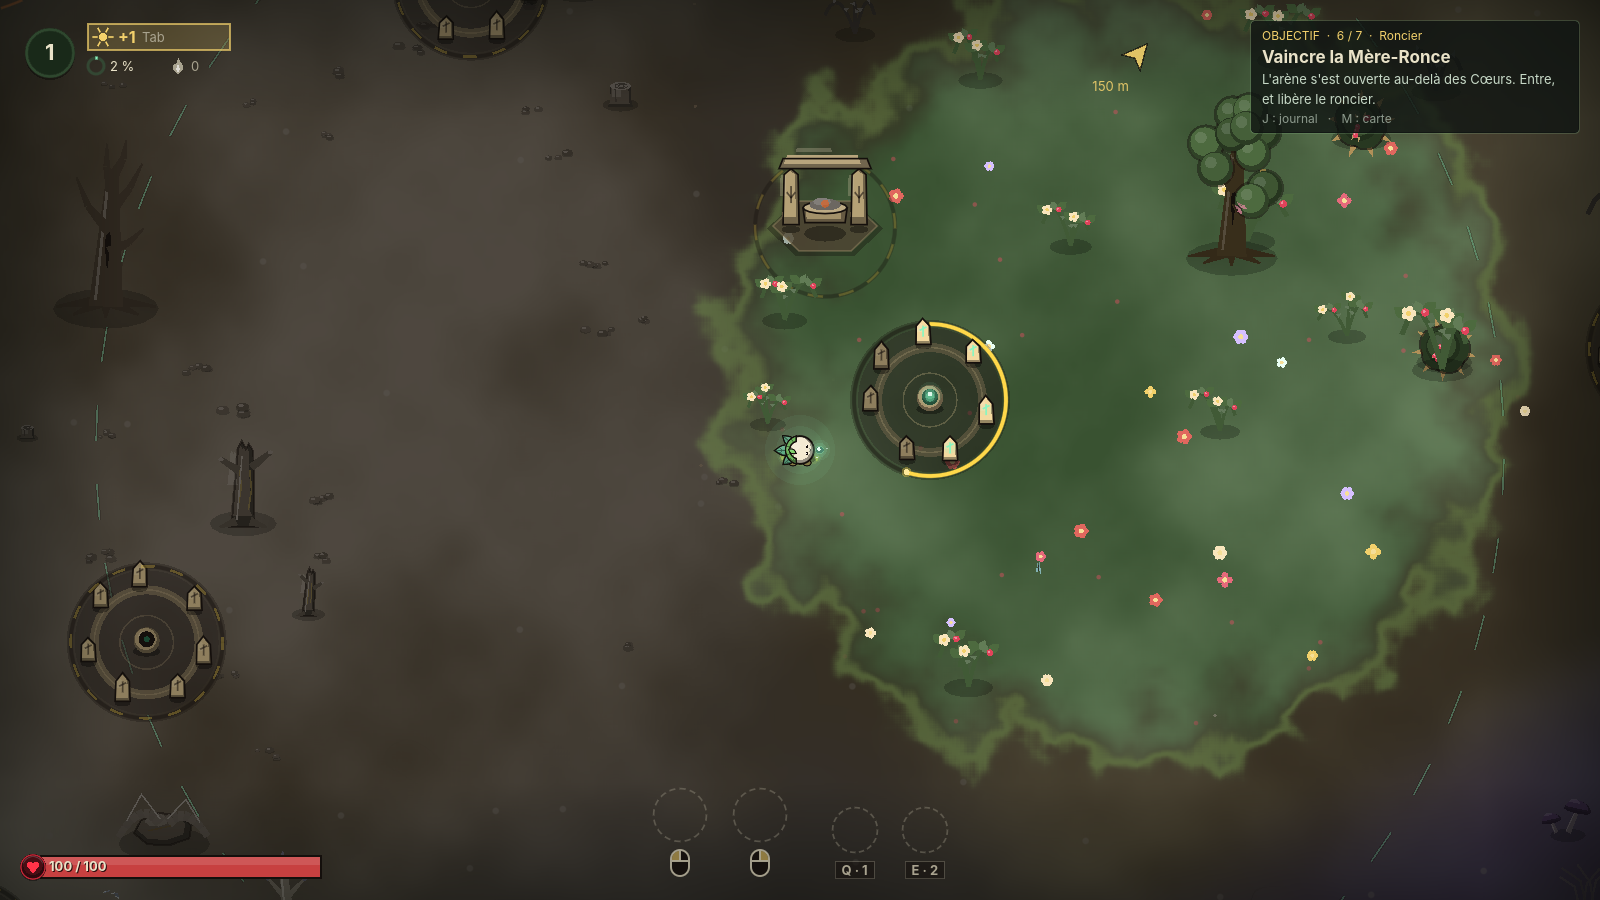 1
+1 Tab
2 %
0
150 m
OBJECTIF · 6 / 7 · Roncier
Vaincre la Mère-Ronce
L'arène s'est ouverte au-delà des Cœurs. Entre,
et libère le roncier.
J : journal · M : carte
100 / 100
Q · 1
E · 2